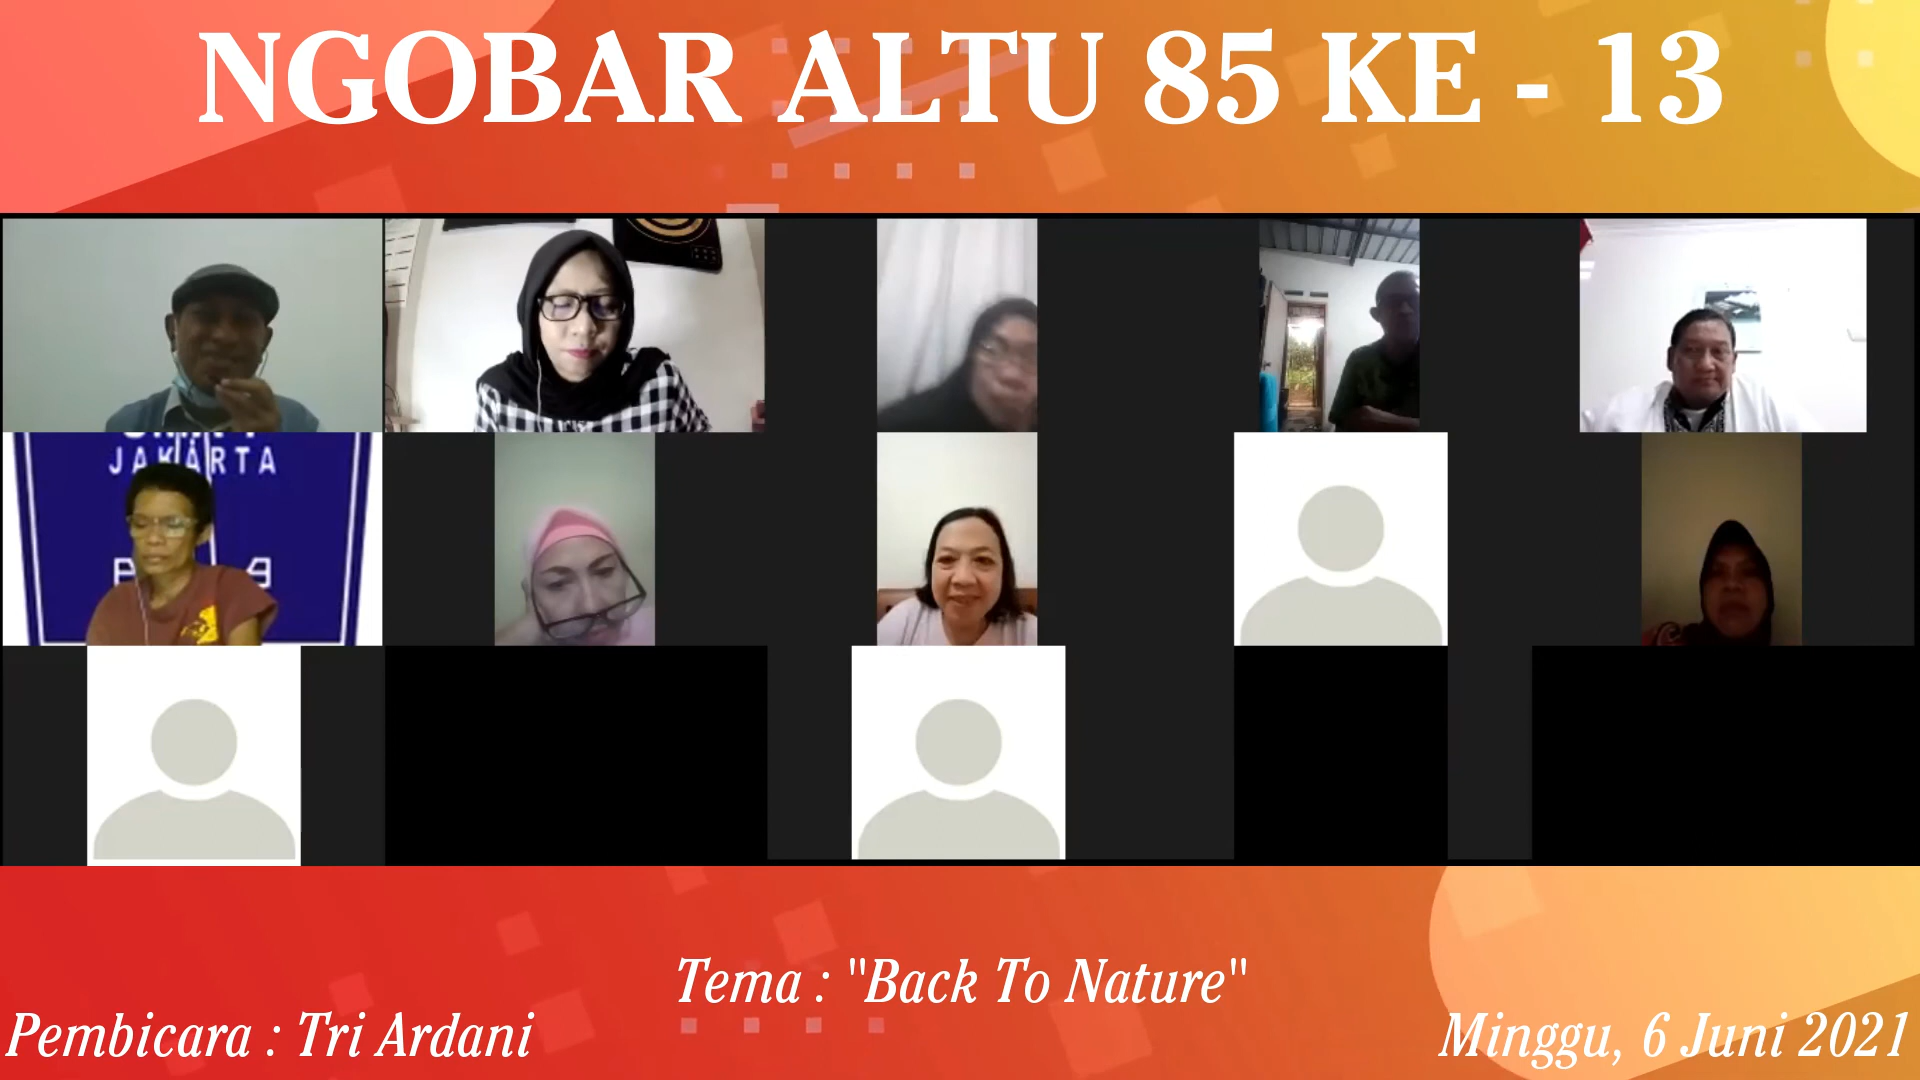 NGOBAR ALTU 85 KE - 13
JAKARTA
Tema : "Back To Nature"
Pembicara : Tri Ardani
Minggu, 6 Juni 2021